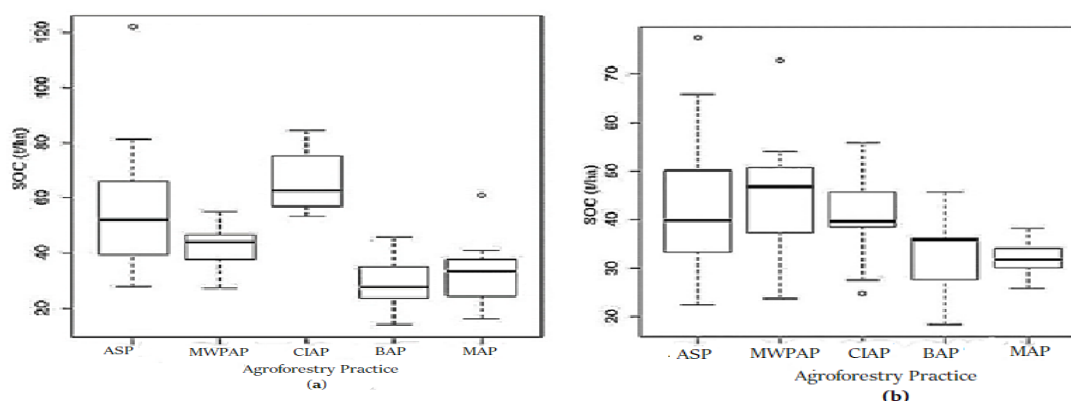 120
100
80
60
40
20
SOC (t/ha)
ASP MWPAP CIAP BAP MAP
Agroforestry Practice
(a)
70
60
50
40
30
20
SOC (t/ha)
ASP MWPAP CIAP BAP MAP
Agroforestry Practice
(b)